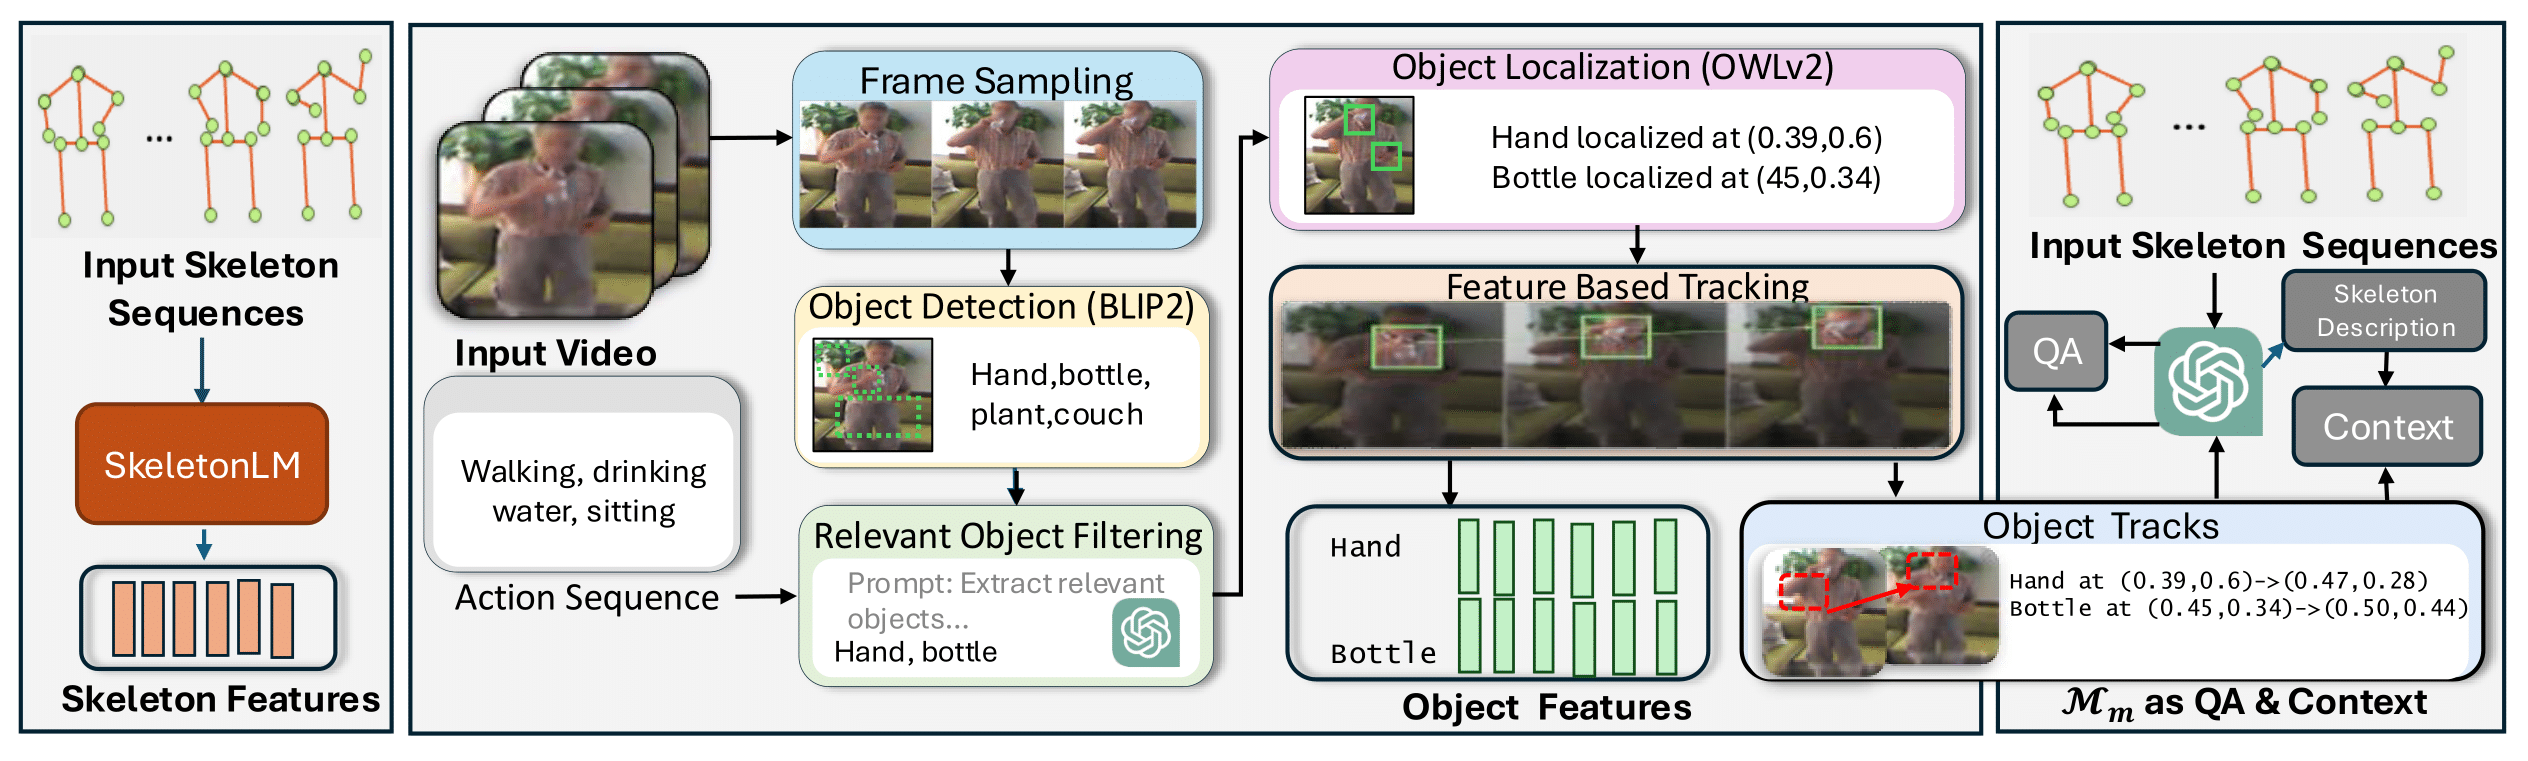 Input Skeleton
Sequences
SkeletonLM
Skeleton Features
Input Video
Walking, drinking
water, sitting
Action Sequence
Frame Sampling
Object Detection (BLIP2)
Hand,bottle,
plant,couch
Relevant Object Filtering
Prompt: Extract relevant
objects...
Hand, bottle
Object Localization (OWLv2)
Hand localized at (0.39,0.6)
Bottle localized at (45,0.34)
Feature Based Tracking
Hand
Bottle
Object Features
Input Skeleton Sequences
QA
Skeleton
Description
Context
Object Tracks
Hand at (0.39,0.6)->(0.47,0.28)
Bottle at (0.45,0.34)->(0.50,0.44)
ℳₘ as QA & Context